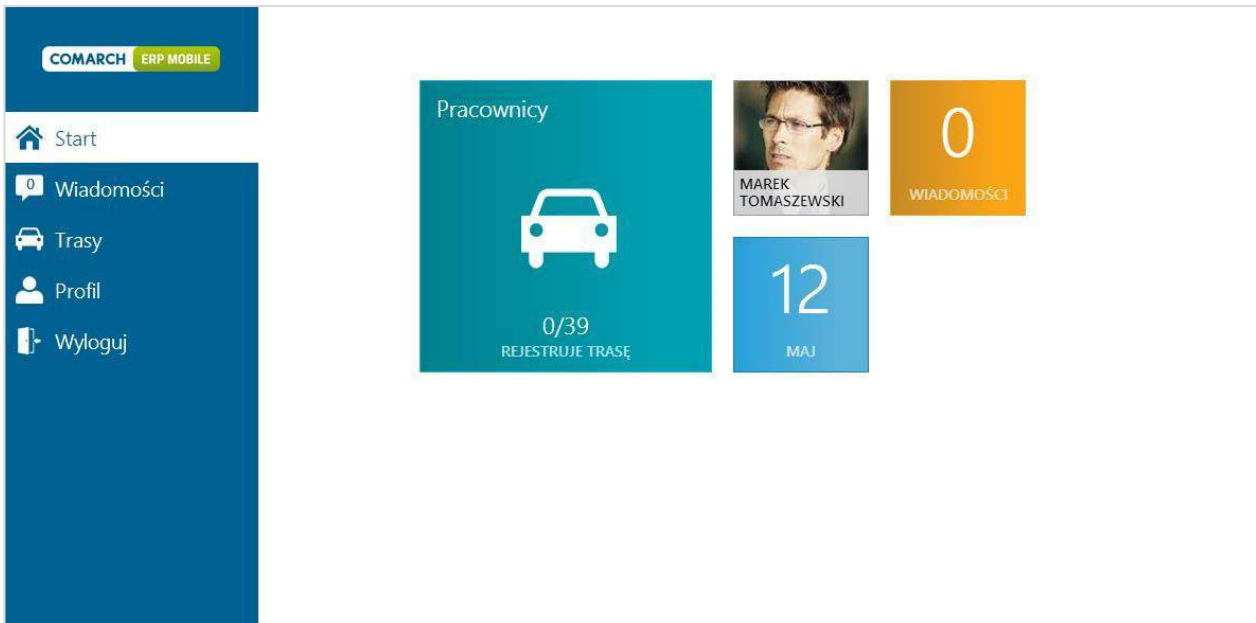 COMARCH ERP MOBILE
Start
0
Wiadomości
Trasy
Profil
Wyloguj
Pracownicy
0/39
REJESTRUJE TRASĘ
MAREK
TOMASZEWSKI
0
WIADOMOŚCI
12
MAJ